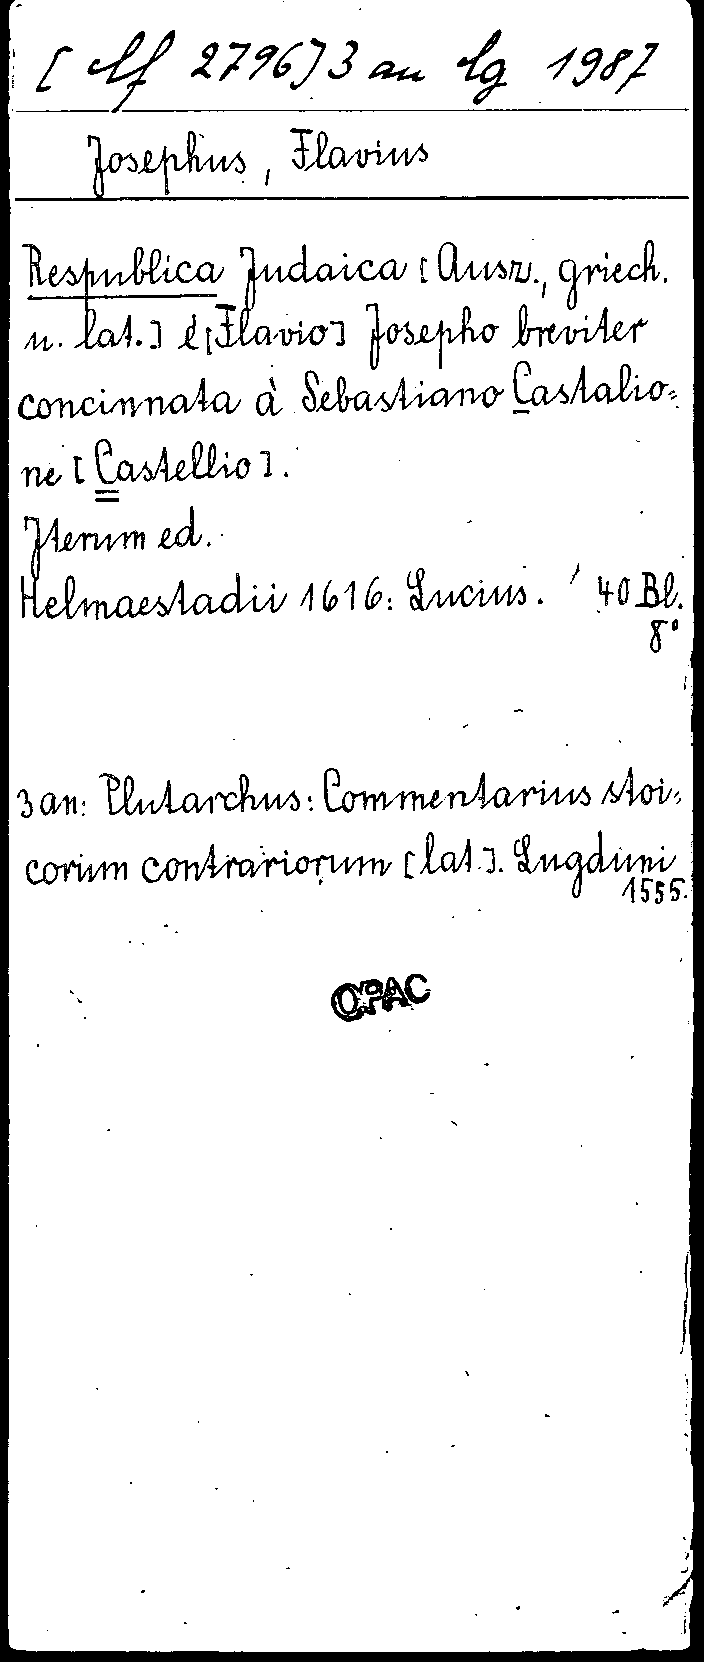 [Af 2796] 3 an Lg 1987
Josephus, Flavius
Respublica Judaica [Ausz., griech.
u. lat.] é [Flavio] Josepho breviter
concinnata à Sebastiano Castalio=
ne [Castellio].
Jterum ed.
Helmaestadii 1616: Lucius. 40 Bl.
8°
3 an: Plutarchus: Commentarius stoi=
corum contrariorum [lat.]. Lugduni
1555.
OPAC